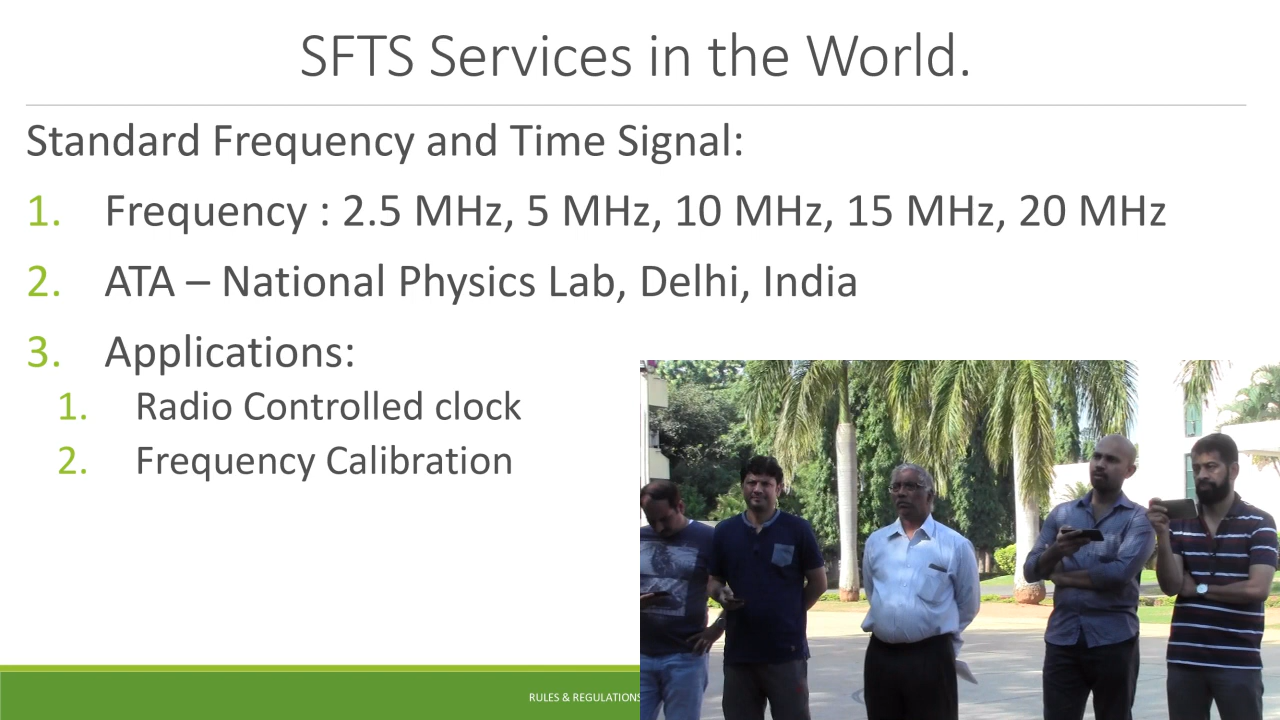 SFTS Services in the World.
Standard Frequency and Time Signal:
1. Frequency : 2.5 MHz, 5 MHz, 10 MHz, 15 MHz, 20 MHz
2. ATA – National Physics Lab, Delhi, India
3. Applications:
1. Radio Controlled clock
2. Frequency Calibration
RULES & REGULATIONS